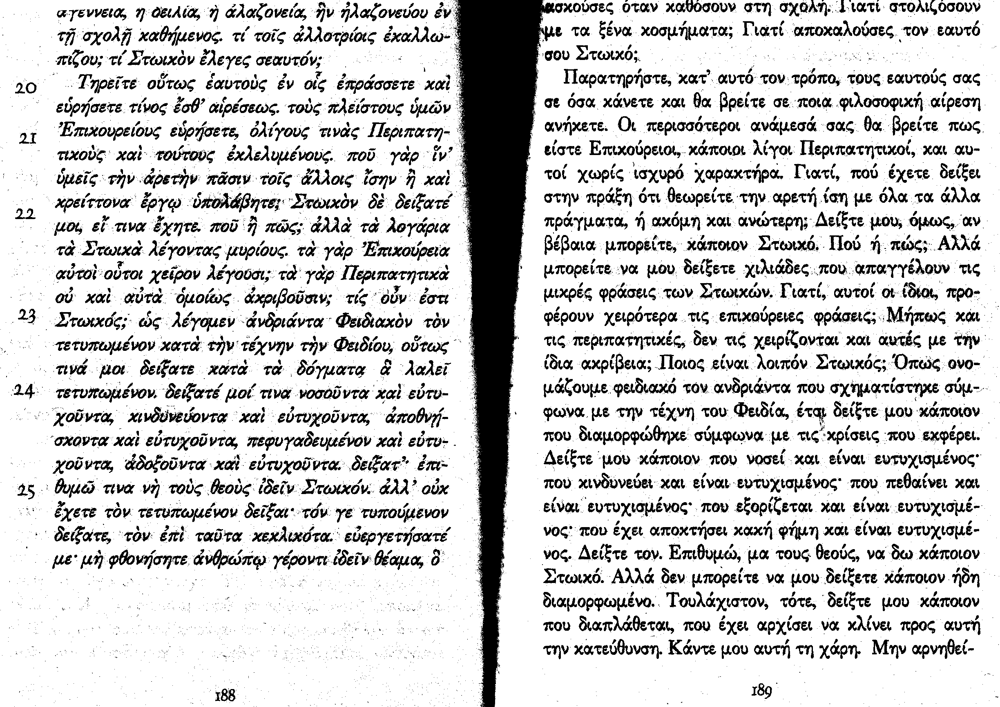 ἀγέννεια, ἢ δειλία, ἢ ἀλαζονεία, ἣν ἠλαζονεύου ἐν
τῇ σχολῇ καθήμενος. τί τοῖς ἀλλοτρίοις ἐκαλλω-
πίζου; τί Στωικὸν ἔλεγες σεαυτόν;
20 Τηρεῖτε οὕτως ἑαυτοὺς ἐν οἷς ἐπράσσετε καὶ
εὑρήσετε τίνος ἔσθ’ αἱρέσεως. τοὺς πλείστους ὑμῶν
21 Ἐπικουρείους εὑρήσετε, ὀλίγους τινὰς Περιπατη-
τικοὺς καὶ τούτους ἐκλελυμένους. ποῦ γὰρ ἵν’
ὑμεῖς τὴν ἀρετὴν πᾶσιν τοῖς ἄλλοις ἴσην ἢ καὶ
κρείττονα ἔργῳ ὑπολάβητε; Στωικὸν δὲ δείξατέ
22 μοι, εἴ τινα ἔχητε. ποῦ ἢ πῶς; ἀλλὰ τὰ λογάρια
τὰ Στωικὰ λέγοντας μυρίους. τὰ γὰρ Ἐπικούρεια
αὐτοὶ οὗτοι χεῖρον λέγουσι; τὰ γὰρ Περιπατητικὰ
οὐ καὶ αὐτὰ ὁμοίως ἀκριβοῦσιν; τίς οὖν ἐστι
23 Στωικός; ὡς λέγομεν ἀνδριάντα Φειδιακὸν τὸν
τετυπωμένον κατὰ τὴν τέχνην τὴν Φειδίου, οὕτως
τινά μοι δείξατε κατὰ τὰ δόγματα ἃ λαλεῖ
24 τετυπωμένον. δείξατέ μοί τινα νοσοῦντα καὶ εὐτυ-
χοῦντα, κινδυνεύοντα καὶ εὐτυχοῦντα, ἀποθνῄ-
σκοντα καὶ εὐτυχοῦντα, πεφυγαδευμένον καὶ εὐτυ-
χοῦντα, ἀδοξοῦντα καὶ εὐτυχοῦντα. δείξατ’· ἐπι-
25 θυμῶ τινα νὴ τοὺς θεοὺς ἰδεῖν Στωικόν. ἀλλ’ οὐκ
ἔχετε τὸν τετυπωμένον δεῖξαι· τόν γε τυπούμενον
δείξατε, τὸν ἐπὶ ταῦτα κεκλικότα. εὐεργετήσατέ
με· μὴ φθονήσητε ἀνθρώπῳ γέροντι ἰδεῖν θέαμα, ὃ
188
ασκούσες όταν καθόσουν στη σχολή. Γιατί στολιζόσουν
με τα ξένα κοσμήματα; Γιατί αποκαλούσες τον εαυτό
σου Στωικό;
Παρατηρήστε, κατ’ αυτό τον τρόπο, τους εαυτούς σας
σε όσα κάνετε και θα βρείτε σε ποια φιλοσοφική αίρεση
ανήκετε. Οι περισσότεροι ανάμεσά σας θα βρείτε πως
είστε Επικούρειοι, κάποιοι λίγοι Περιπατητικοί, και αυ-
τοί χωρίς ισχυρό χαρακτήρα. Γιατί, πού έχετε δείξει
στην πράξη ότι θεωρείτε την αρετή ίση με όλα τα άλλα
πράγματα, ή ακόμη και ανώτερη; Δείξτε μου, όμως, αν
βέβαια μπορείτε, κάποιον Στωικό. Πού ή πώς; Αλλά
μπορείτε να μου δείξετε χιλιάδες που απαγγέλουν τις
μικρές φράσεις των Στωικών. Γιατί, αυτοί οι ίδιοι, προ-
φέρουν χειρότερα τις επικούρειες φράσεις; Μήπως και
τις περιπατητικές, δεν τις χειρίζονται και αυτές με την
ίδια ακρίβεια; Ποιος είναι λοιπόν Στωικός; Όπως ονο-
μάζουμε φειδιακό τον ανδριάντα που σχηματίστηκε σύμ-
φωνα με την τέχνη του Φειδία, έτσι δείξτε μου κάποιον
που διαμορφώθηκε σύμφωνα με τις κρίσεις που εκφέρει.
Δείξτε μου κάποιον που νοσεί και είναι ευτυχισμένος·
που κινδυνεύει και είναι ευτυχισμένος· που πεθαίνει και
είναι ευτυχισμένος· που εξορίζεται και είναι ευτυχισμέ-
νος· που έχει αποκτήσει κακή φήμη και είναι ευτυχισμέ-
νος. Δείξτε τον. Επιθυμώ, μα τους θεούς, να δω κάποιον
Στωικό. Αλλά δεν μπορείτε να μου δείξετε κάποιον ήδη
διαμορφωμένο. Τουλάχιστον, τότε, δείξτε μου κάποιον
που διαπλάθεται, που έχει αρχίσει να κλίνει προς αυτή
την κατεύθυνση. Κάντε μου αυτή τη χάρη. Μην αρνηθεί-
189